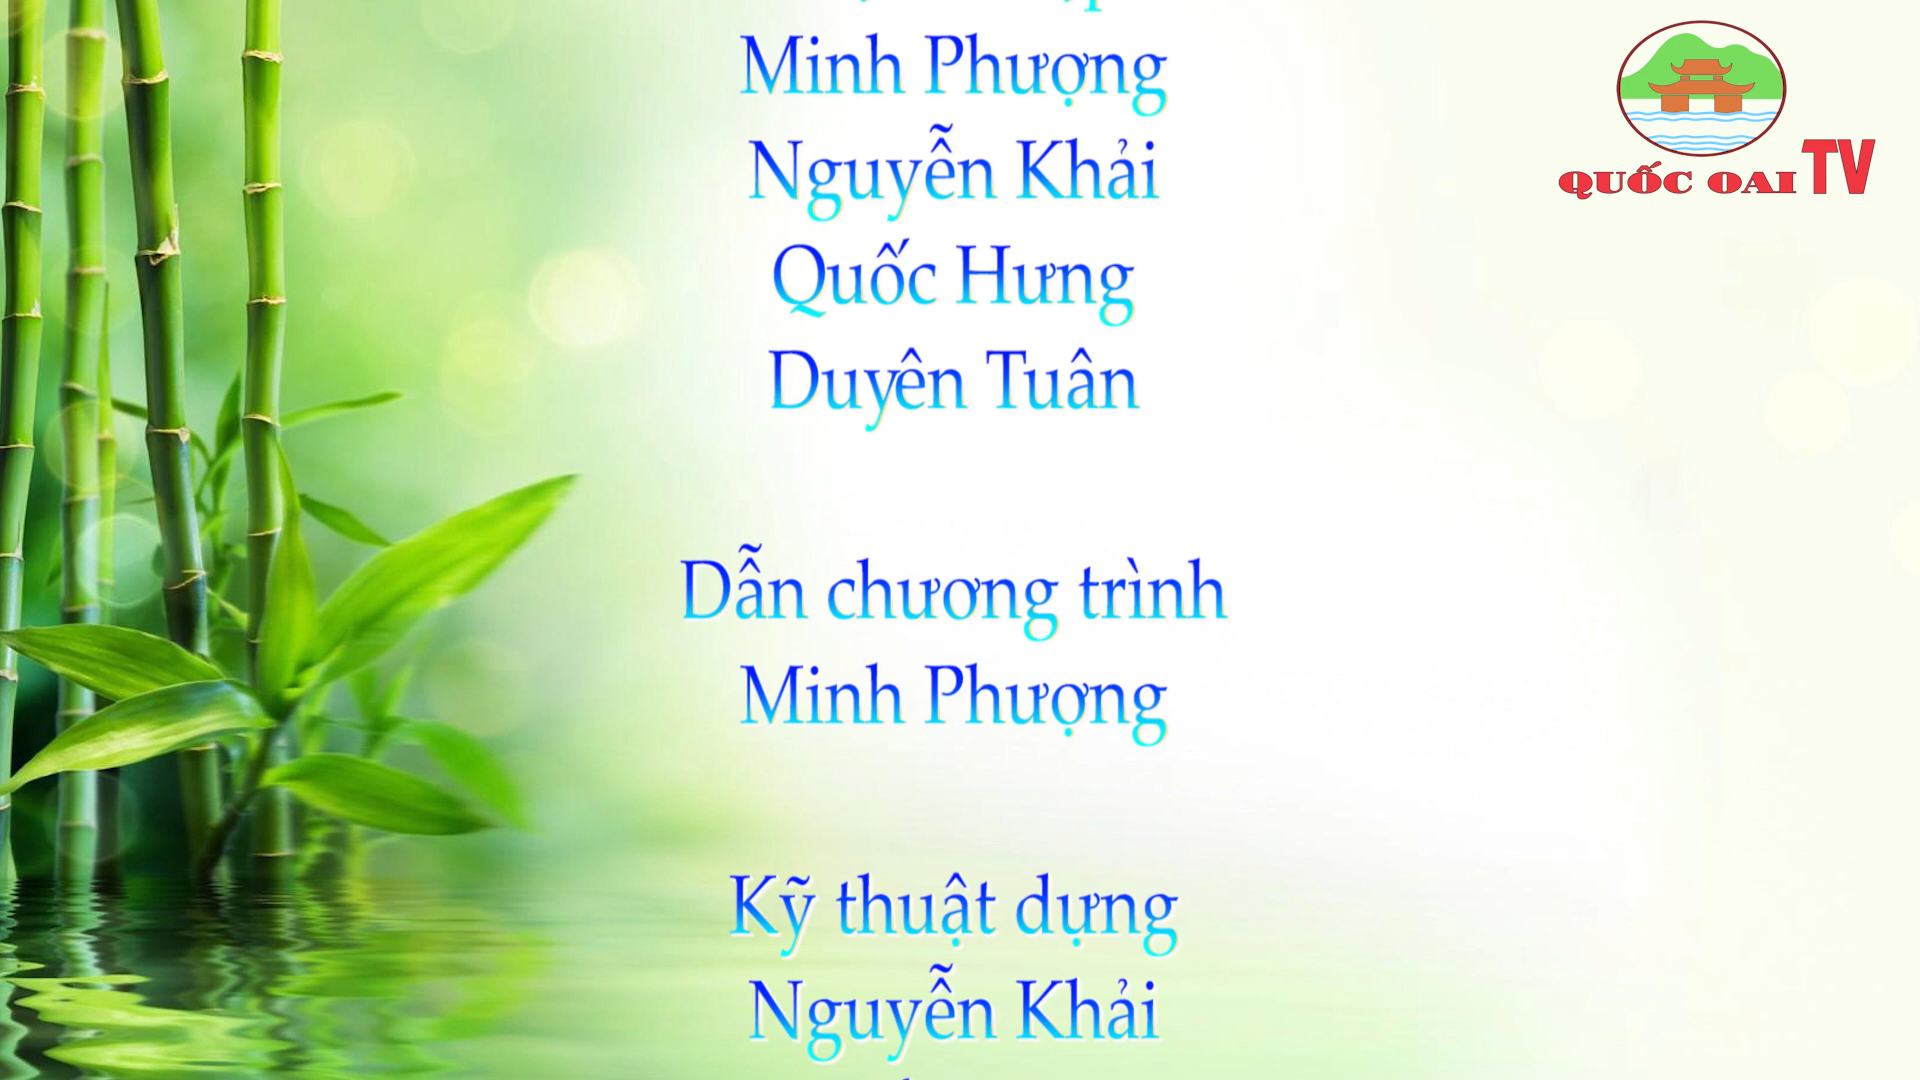 Minh Phượng
Nguyễn Khải
Quốc Hưng
Duyên Tuân
Dẫn chương trình
Minh Phượng
Kỹ thuật dựng
Nguyễn Khải
QUỐC OAI TV